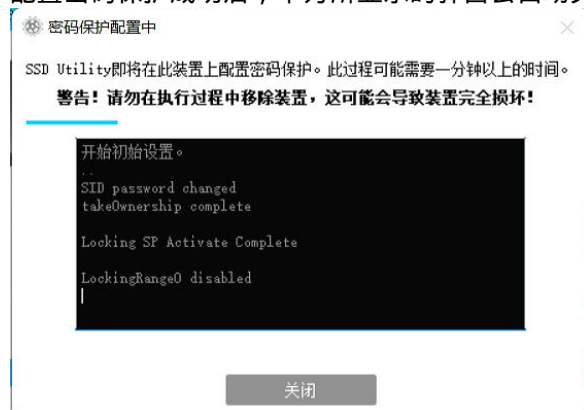 密码保护配置中
SSD Utility即将在此装置上配置密码保护。此过程可能需要一分钟以上的时间。
警告！请勿在执行过程中移除装置，这可能会导致装置完全损坏！
开始初始设置。
..
SID password changed
takeOwnership complete
Locking SP Activate Complete
LockingRange0 disabled
关闭